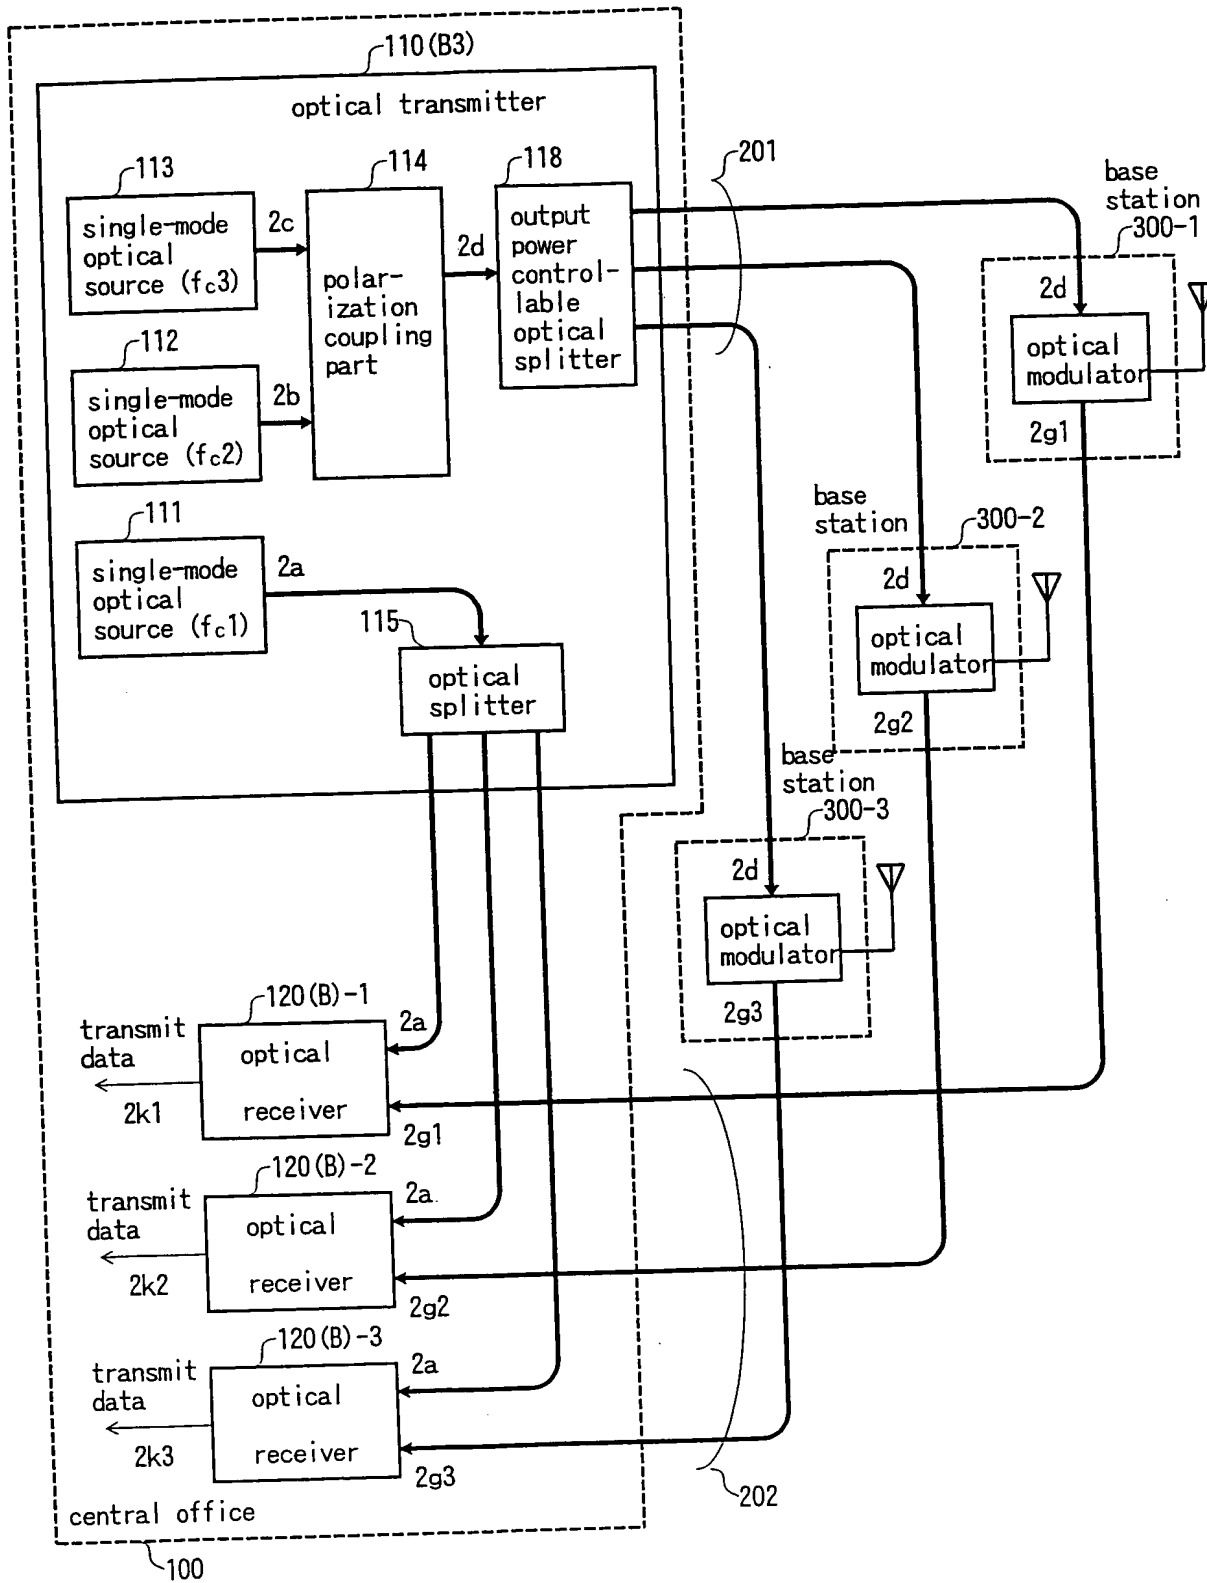 110(B3)
optical transmitter
113
114
118
201
base
station
300-1
single-mode
optical
source (fc3)
2c
polar-
ization
coupling
part
2d
output
power
control-
lable
optical
splitter
2d
optical
modulator
2g1
112
single-mode
optical
source (fc2)
2b
base
station
300-2
2d
optical
modulator
2g2
111
single-mode
optical
source (fc1)
2a
115
optical
splitter
base
station
300-3
2d
optical
modulator
2g3
120(B)-1
transmit
data
2k1
optical
receiver
2a
2g1
120(B)-2
transmit
data
2k2
optical
receiver
2a
2g2
120(B)-3
transmit
data
2k3
optical
receiver
2a
2g3
202
central office
100